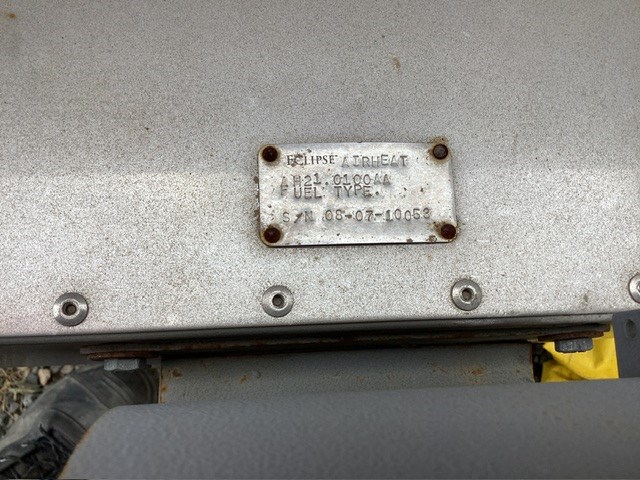 ECLIPSE AIRHEAT
AH21.0100AA
FUEL TYPE.
S/N 08-07-10053